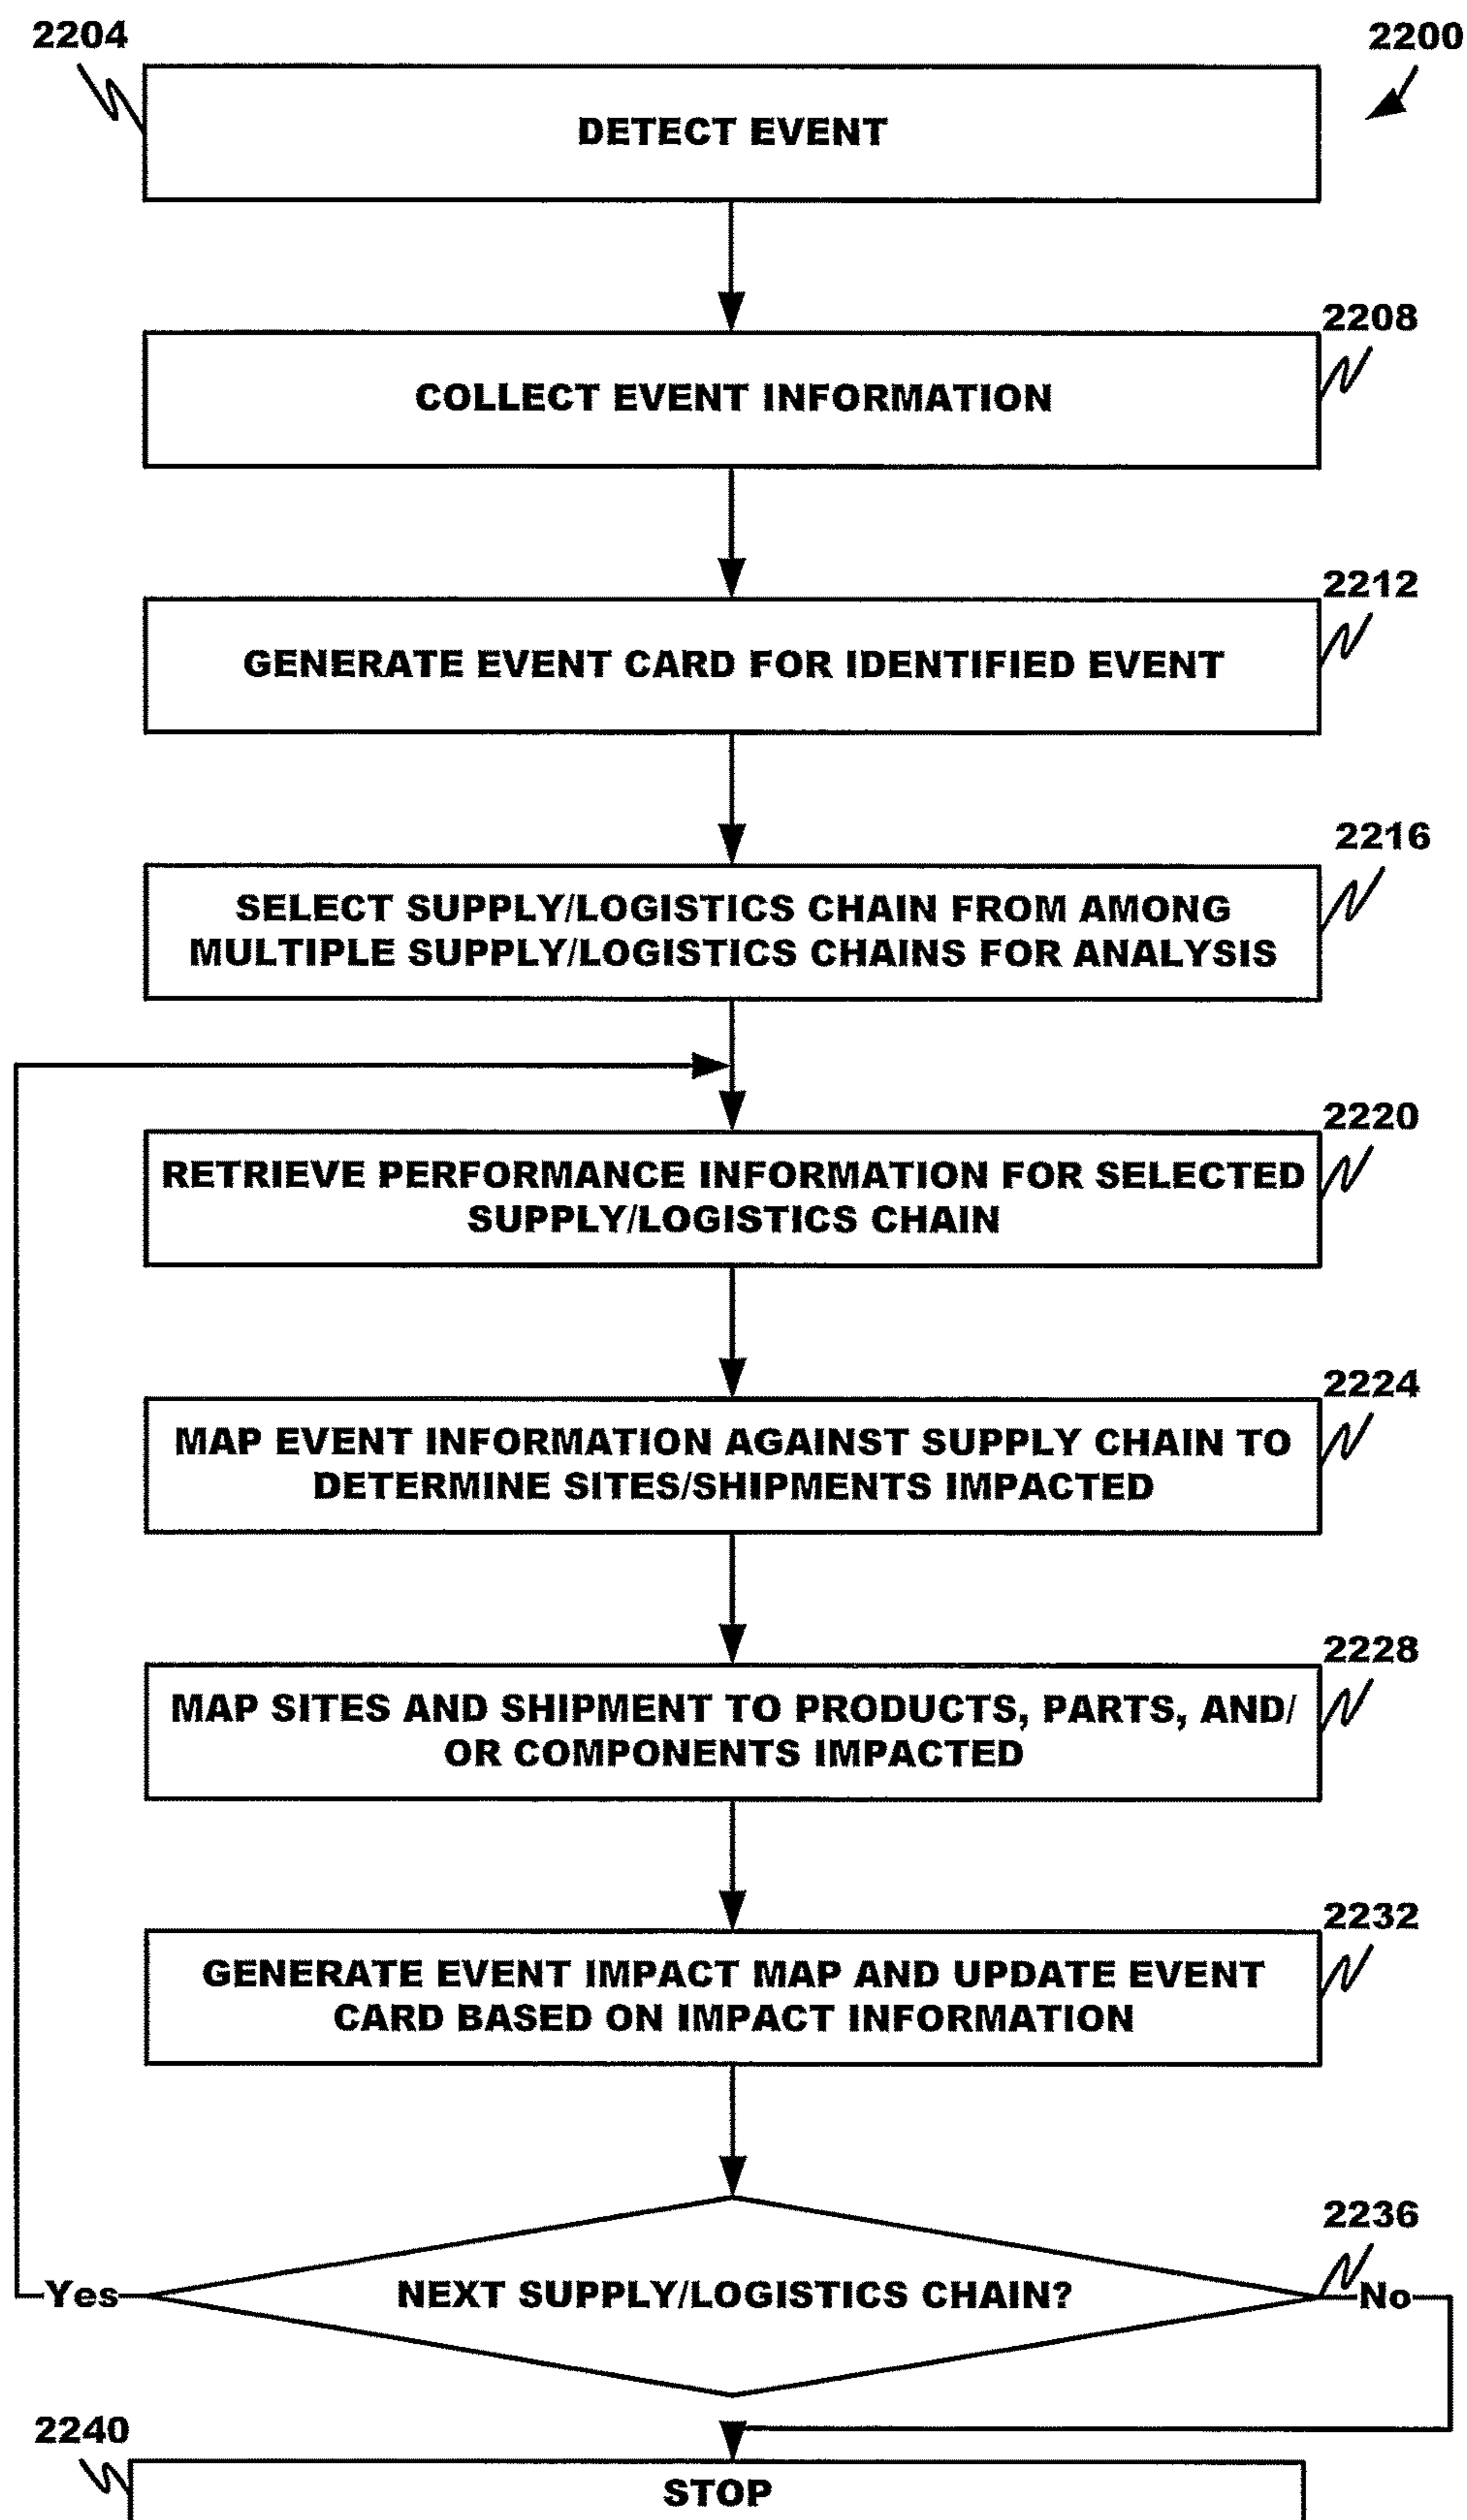 2204
2200
DETECT EVENT
2208
COLLECT EVENT INFORMATION
2212
GENERATE EVENT CARD FOR IDENTIFIED EVENT
2216
SELECT SUPPLY/LOGISTICS CHAIN FROM AMONG
MULTIPLE SUPPLY/LOGISTICS CHAINS FOR ANALYSIS
2220
RETRIEVE PERFORMANCE INFORMATION FOR SELECTED
SUPPLY/LOGISTICS CHAIN
2224
MAP EVENT INFORMATION AGAINST SUPPLY CHAIN TO
DETERMINE SITES/SHIPMENTS IMPACTED
2228
MAP SITES AND SHIPMENT TO PRODUCTS, PARTS, AND/
OR COMPONENTS IMPACTED
2232
GENERATE EVENT IMPACT MAP AND UPDATE EVENT
CARD BASED ON IMPACT INFORMATION
2236
Yes
NEXT SUPPLY/LOGISTICS CHAIN?
No
2240
STOP